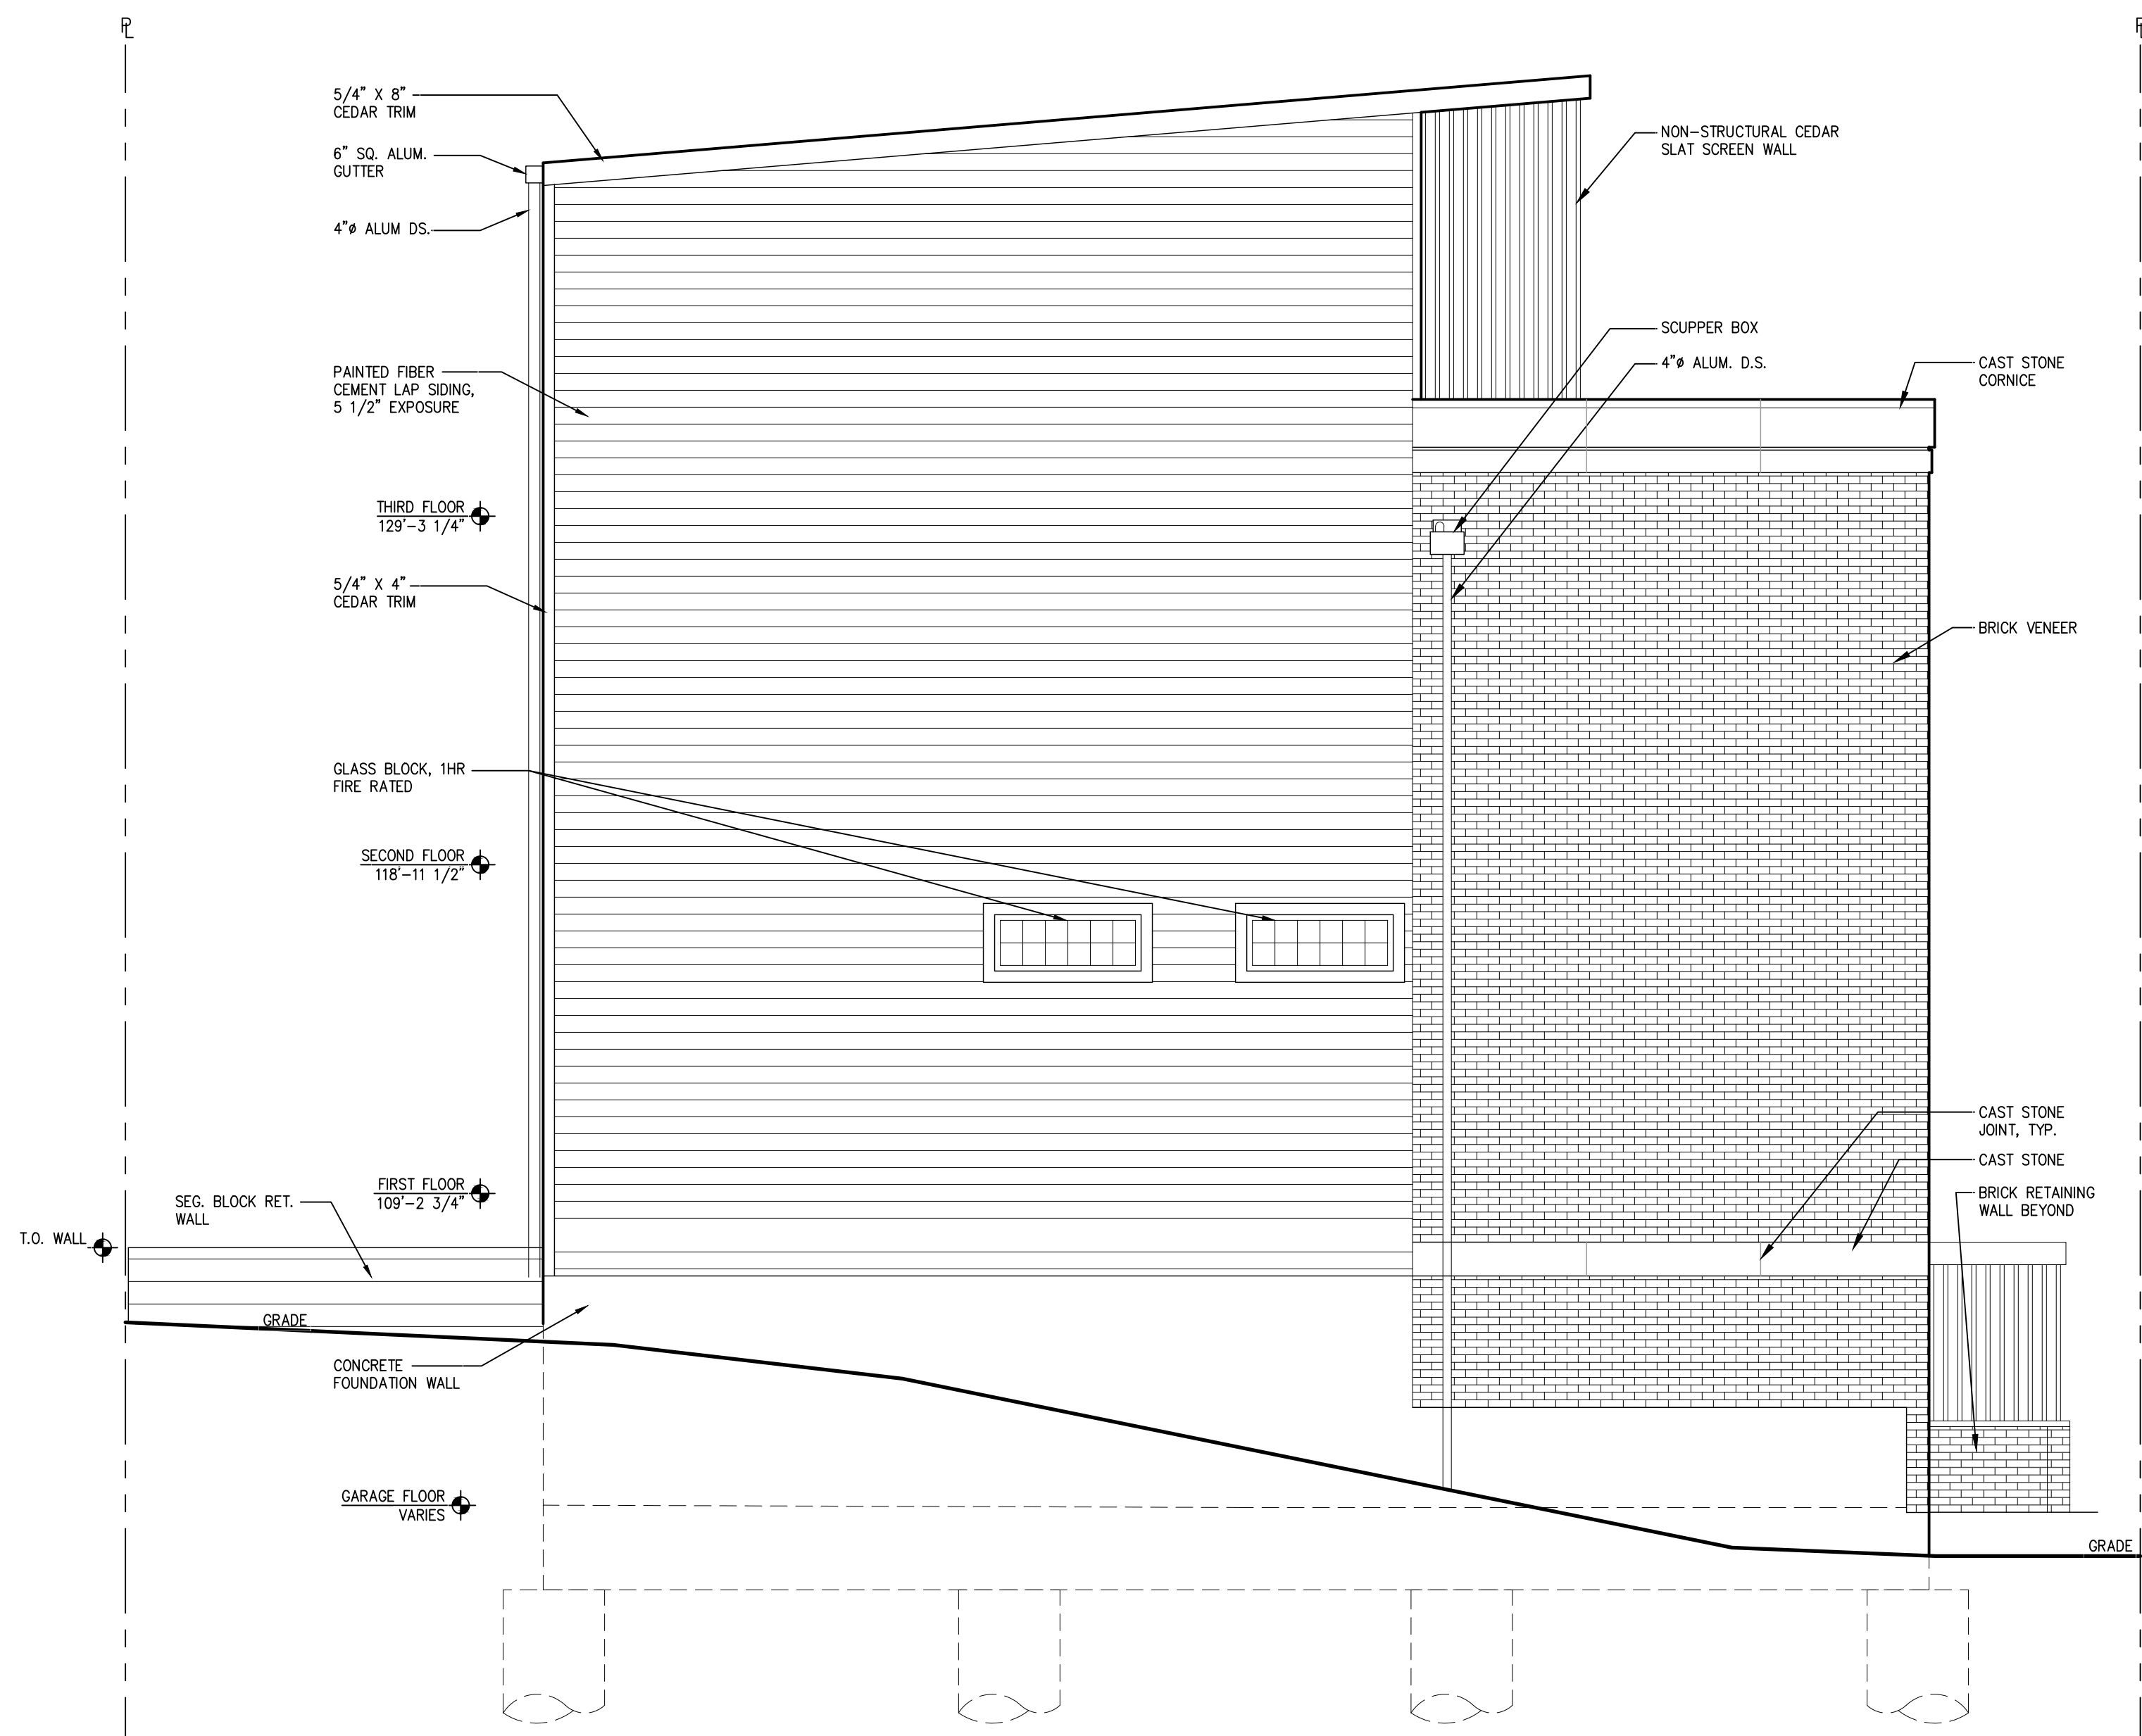 PL
PL
5/4" X 8"
CEDAR TRIM
6" SQ. ALUM.
GUTTER
4"ø ALUM DS.
NON-STRUCTURAL CEDAR
SLAT SCREEN WALL
SCUPPER BOX
4"ø ALUM. D.S.
CAST STONE
CORNICE
PAINTED FIBER
CEMENT LAP SIDING,
5 1/2" EXPOSURE
THIRD FLOOR
129'-3 1/4"
5/4" X 4"
CEDAR TRIM
BRICK VENEER
GLASS BLOCK, 1HR
FIRE RATED
SECOND FLOOR
118'-11 1/2"
CAST STONE
JOINT, TYP.
CAST STONE
BRICK RETAINING
WALL BEYOND
FIRST FLOOR
109'-2 3/4"
SEG. BLOCK RET.
WALL
T.O. WALL
GRADE
CONCRETE
FOUNDATION WALL
GARAGE FLOOR
VARIES
GRADE